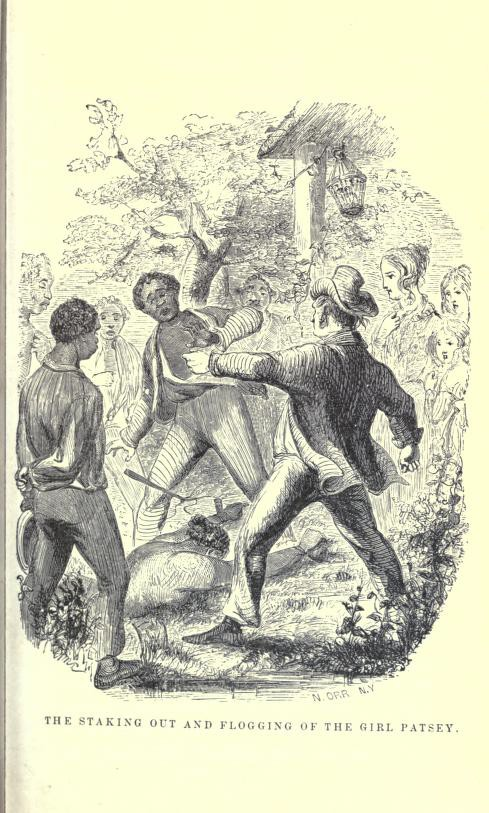 N. ORR N.Y
THE STAKING OUT AND FLOGGING OF THE GIRL PATSEY.